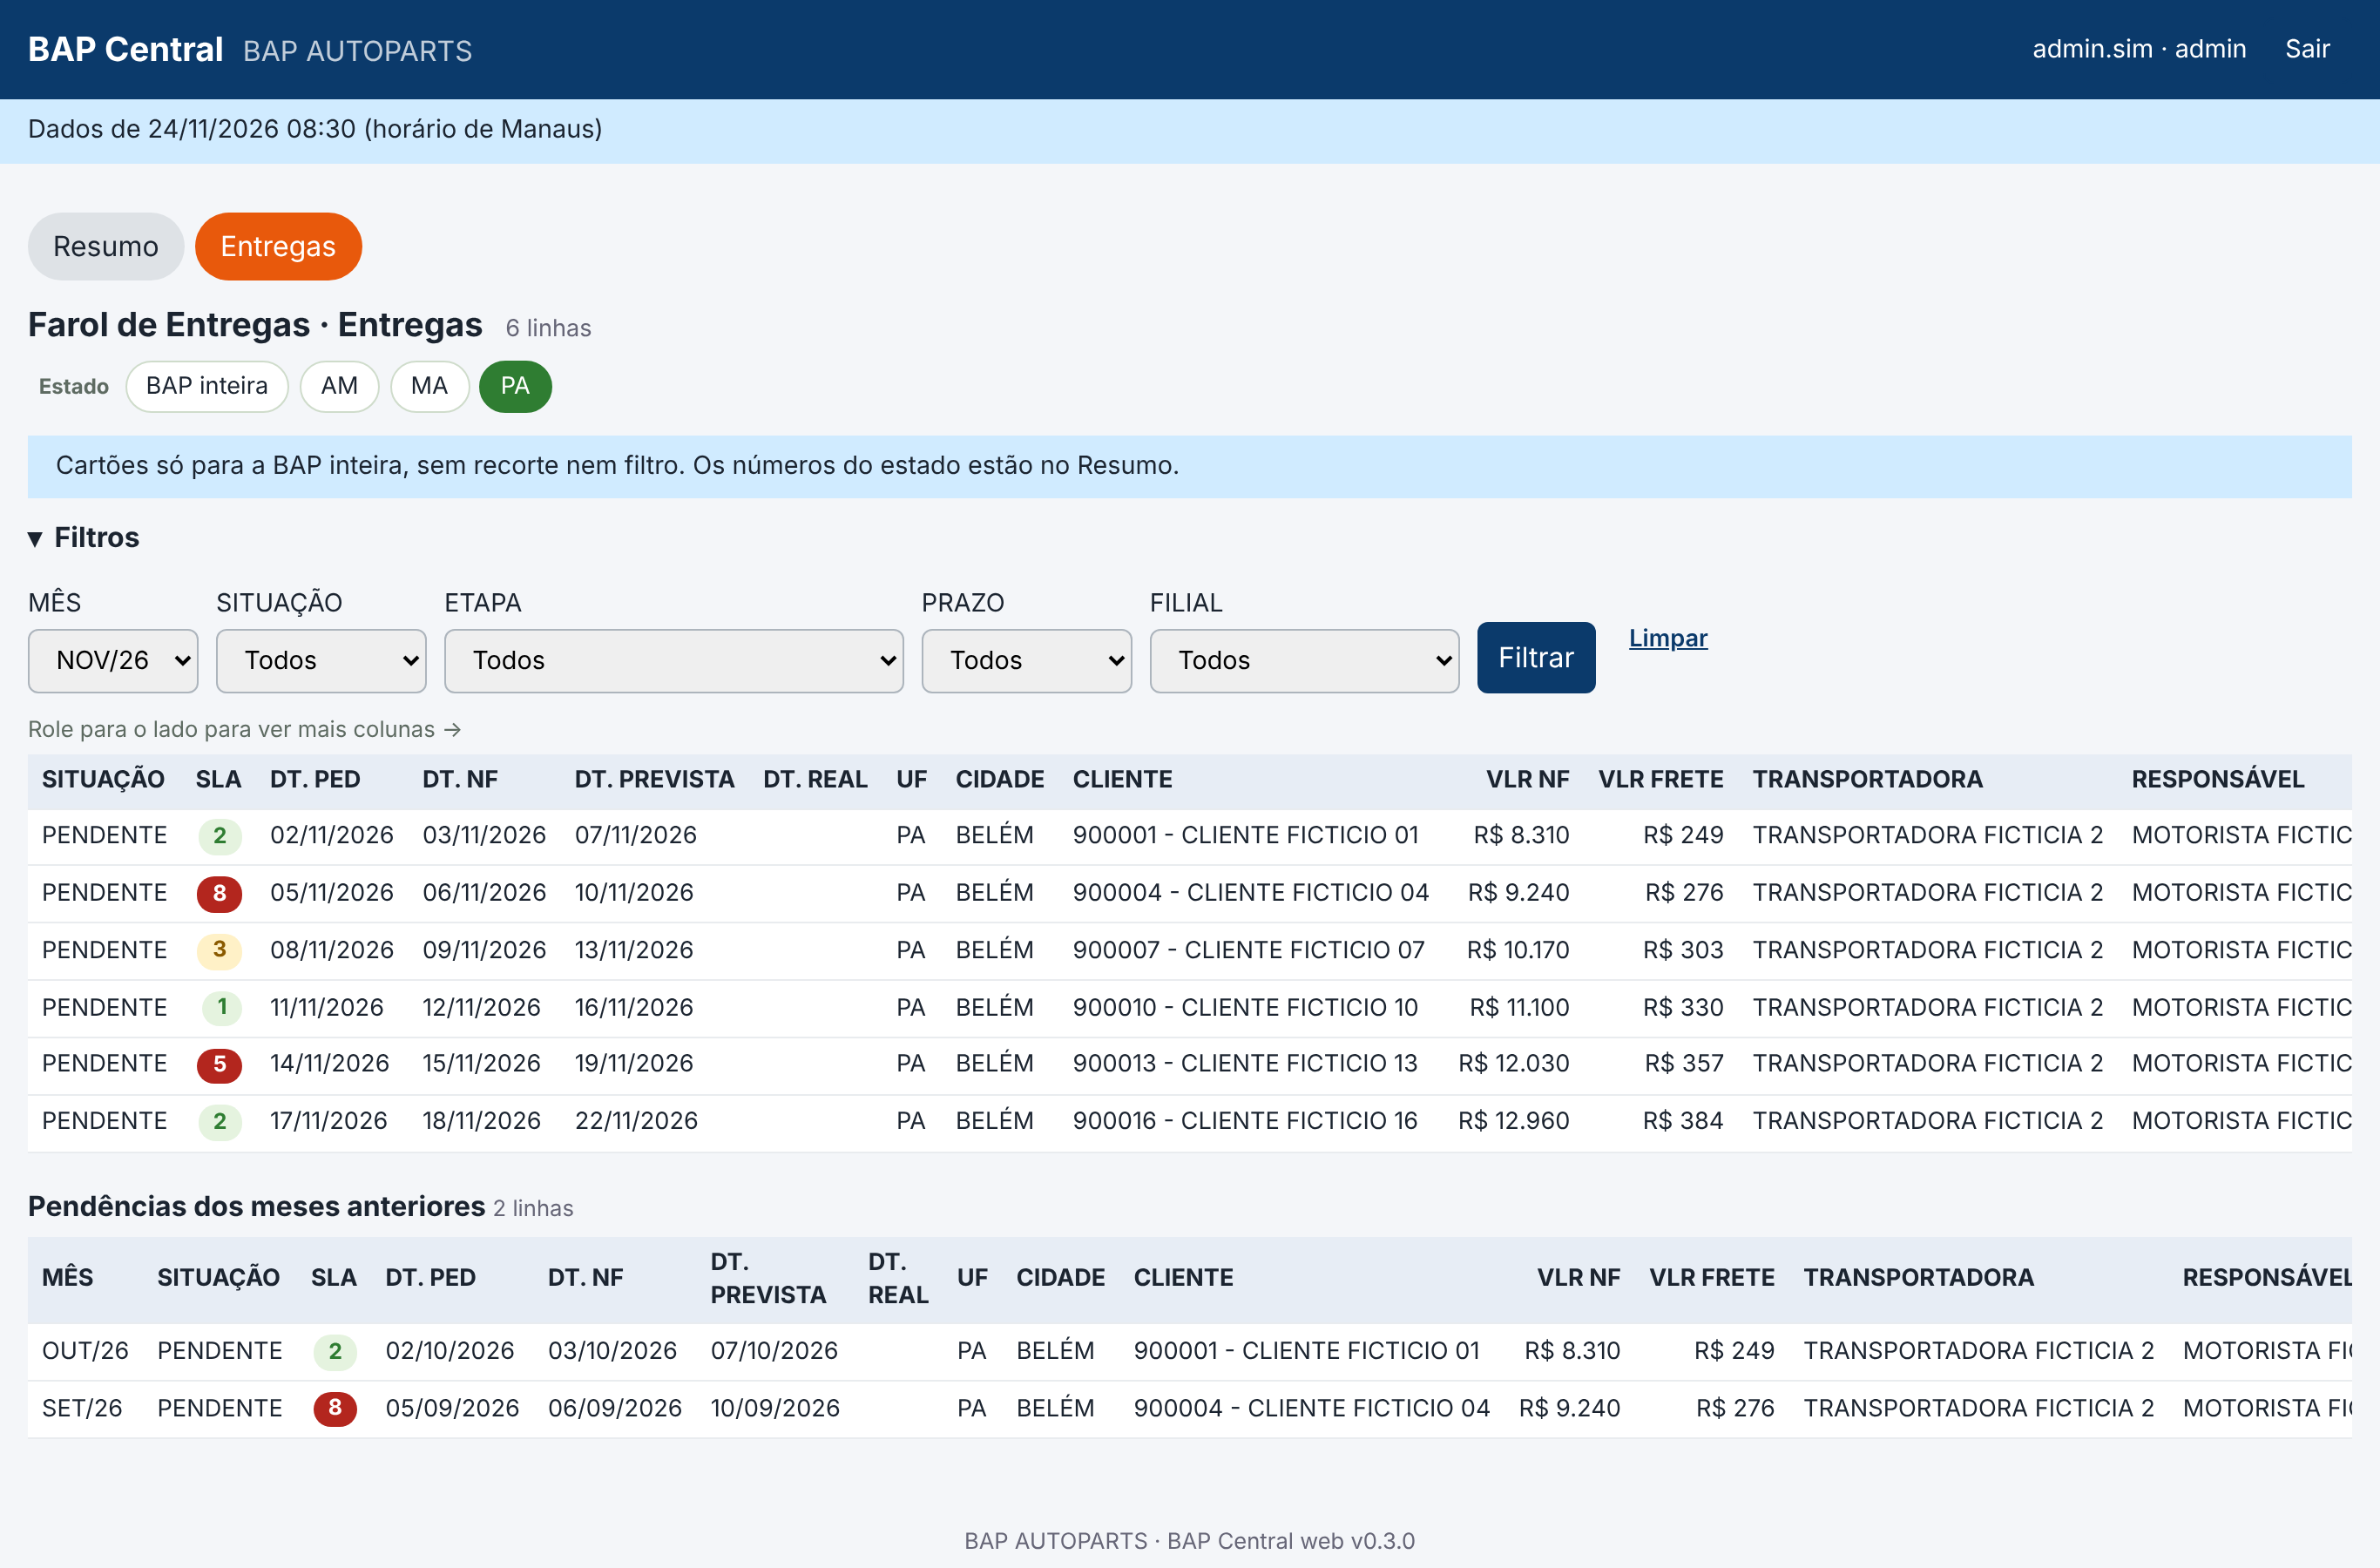 BAP Central BAP AUTOPARTS admin.sim · admin Sair
Dados de 24/11/2026 08:30 (horário de Manaus)
Resumo Entregas
Farol de Entregas · Entregas 6 linhas
Estado BAP inteira AM MA PA
Cartões só para a BAP inteira, sem recorte nem filtro. Os números do estado estão no Resumo.
▼ Filtros
MÊS SITUAÇÃO ETAPA PRAZO FILIAL
NOV/26 Todos Todos Todos Todos Filtrar Limpar
Role para o lado para ver mais colunas →
SITUAÇÃO SLA DT. PED DT. NF DT. PREVISTA DT. REAL UF CIDADE CLIENTE VLR NF VLR FRETE TRANSPORTADORA RESPONSÁVEL
PENDENTE 2 02/11/2026 03/11/2026 07/11/2026 PA BELÉM 900001 - CLIENTE FICTICIO 01 R$ 8.310 R$ 249 TRANSPORTADORA FICTICIA 2 MOTORISTA FICTIC
PENDENTE 8 05/11/2026 06/11/2026 10/11/2026 PA BELÉM 900004 - CLIENTE FICTICIO 04 R$ 9.240 R$ 276 TRANSPORTADORA FICTICIA 2 MOTORISTA FICTIC
PENDENTE 3 08/11/2026 09/11/2026 13/11/2026 PA BELÉM 900007 - CLIENTE FICTICIO 07 R$ 10.170 R$ 303 TRANSPORTADORA FICTICIA 2 MOTORISTA FICTIC
PENDENTE 1 11/11/2026 12/11/2026 16/11/2026 PA BELÉM 900010 - CLIENTE FICTICIO 10 R$ 11.100 R$ 330 TRANSPORTADORA FICTICIA 2 MOTORISTA FICTIC
PENDENTE 5 14/11/2026 15/11/2026 19/11/2026 PA BELÉM 900013 - CLIENTE FICTICIO 13 R$ 12.030 R$ 357 TRANSPORTADORA FICTICIA 2 MOTORISTA FICTIC
PENDENTE 2 17/11/2026 18/11/2026 22/11/2026 PA BELÉM 900016 - CLIENTE FICTICIO 16 R$ 12.960 R$ 384 TRANSPORTADORA FICTICIA 2 MOTORISTA FICTIC
Pendências dos meses anteriores 2 linhas
MÊS SITUAÇÃO SLA DT. PED DT. NF DT. PREVISTA DT. REAL UF CIDADE CLIENTE VLR NF VLR FRETE TRANSPORTADORA RESPONSÁVEL
OUT/26 PENDENTE 2 02/10/2026 03/10/2026 07/10/2026 PA BELÉM 900001 - CLIENTE FICTICIO 01 R$ 8.310 R$ 249 TRANSPORTADORA FICTICIA 2 MOTORISTA FI
SET/26 PENDENTE 8 05/09/2026 06/09/2026 10/09/2026 PA BELÉM 900004 - CLIENTE FICTICIO 04 R$ 9.240 R$ 276 TRANSPORTADORA FICTICIA 2 MOTORISTA FI
BAP AUTOPARTS · BAP Central web v0.3.0